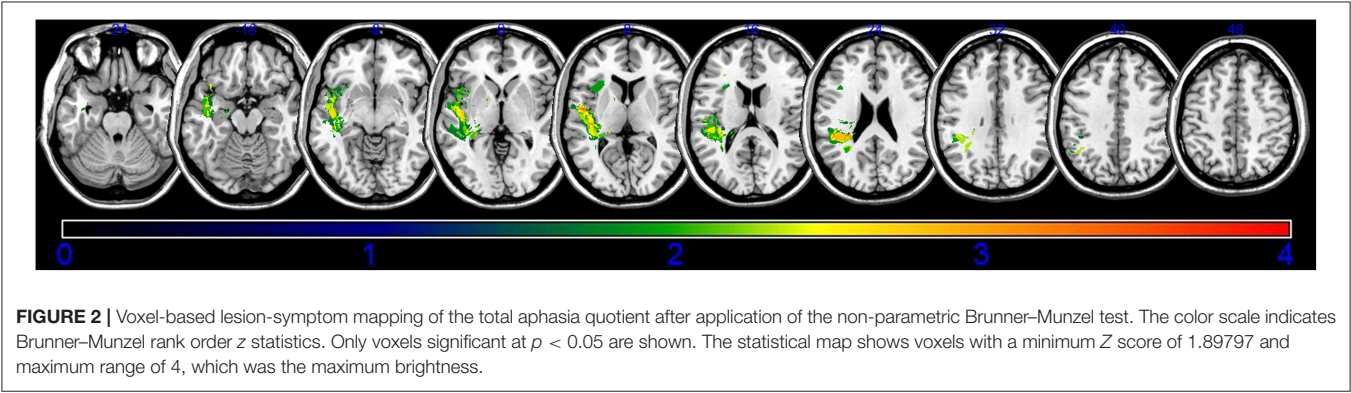 -24 -16 -8 0 8 16 24 32 40 48
0 1 2 3 4
FIGURE 2 | Voxel-based lesion-symptom mapping of the total aphasia quotient after application of the non-parametric Brunner–Munzel test. The color scale indicates
Brunner–Munzel rank order z statistics. Only voxels significant at p < 0.05 are shown. The statistical map shows voxels with a minimum Z score of 1.89797 and
maximum range of 4, which was the maximum brightness.